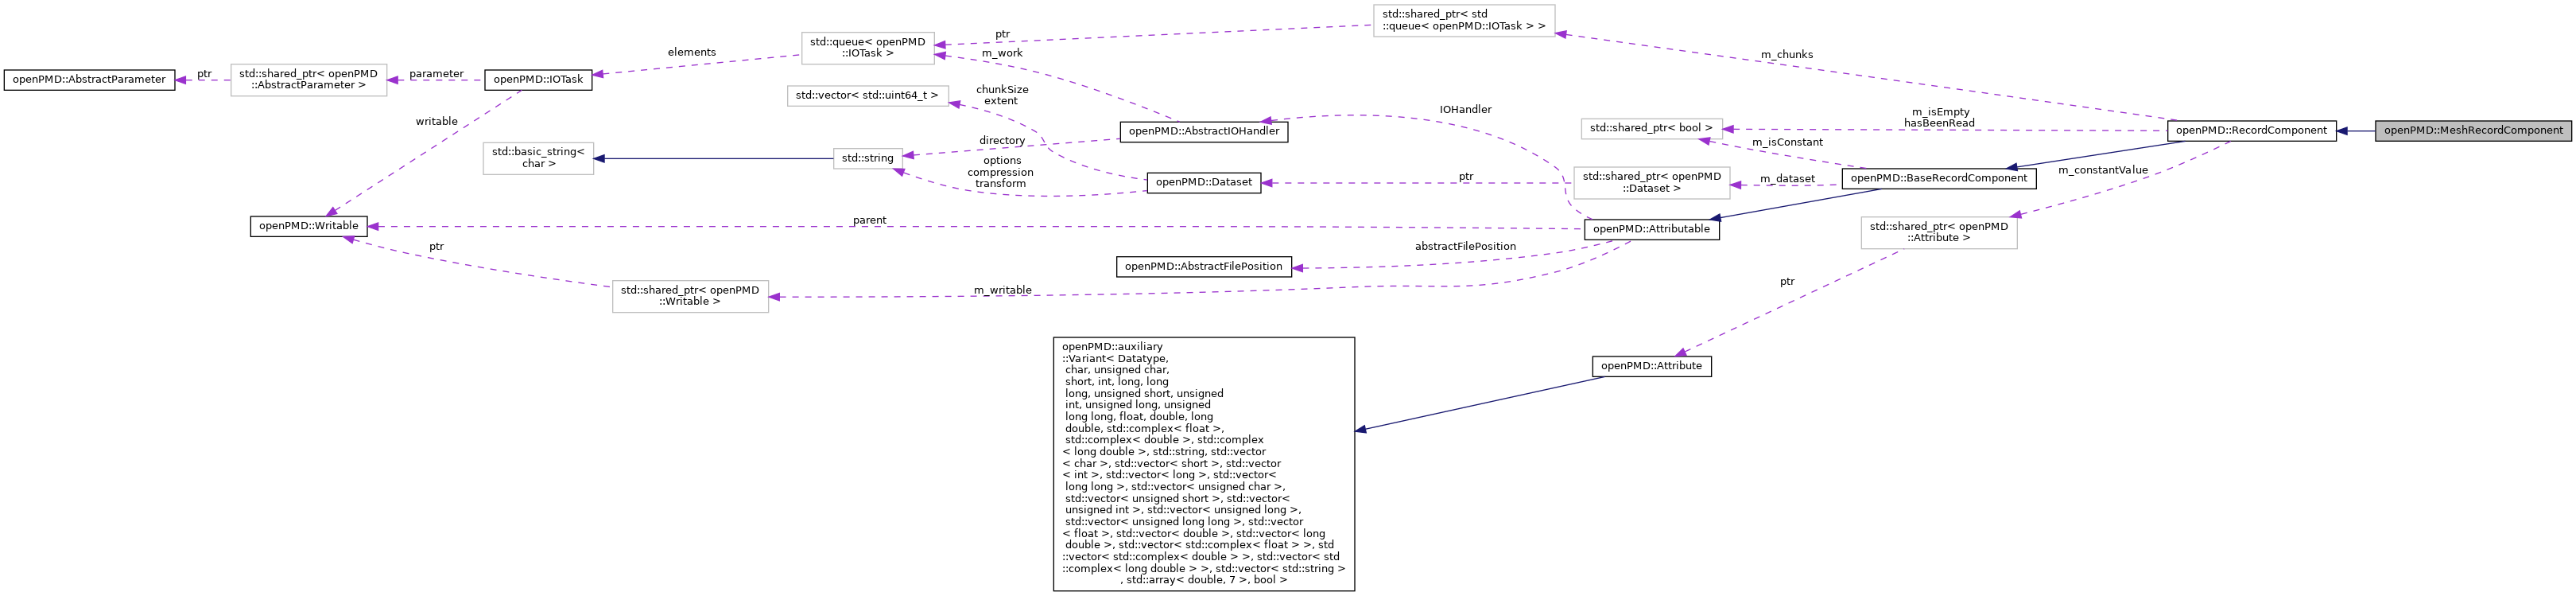 std::shared_ptr< std
::queue< openPMD::IOTask > >
ptr
std::queue< openPMD
::IOTask >
elements
m_work
m_chunks
openPMD::AbstractParameter
ptr
std::shared_ptr< openPMD
::AbstractParameter >
parameter
openPMD::IOTask
std::vector< std::uint64_t >
chunkSize
extent
writable
IOHandler
m_isEmpty
hasBeenRead
openPMD::AbstractIOHandler
std::shared_ptr< bool >
openPMD::RecordComponent
openPMD::MeshRecordComponent
directory
m_isConstant
std::basic_string<
char >
std::string
options
compression
transform
openPMD::Dataset
ptr
std::shared_ptr< openPMD
::Dataset >
m_dataset
openPMD::BaseRecordComponent
m_constantValue
openPMD::Writable
parent
openPMD::Attributable
std::shared_ptr< openPMD
::Attribute >
ptr
abstractFilePosition
openPMD::AbstractFilePosition
std::shared_ptr< openPMD
::Writable >
m_writable
ptr
openPMD::Attribute
openPMD::auxiliary
::Variant< Datatype,
char, unsigned char,
short, int, long, long
long, unsigned short, unsigned
int, unsigned long, unsigned
long long, float, double, long
double, std::complex< float >,
std::complex< double >, std::complex
< long double >, std::string, std::vector
< char >, std::vector< short >, std::vector
< int >, std::vector< long >, std::vector<
long long >, std::vector< unsigned char >,
std::vector< unsigned short >, std::vector<
unsigned int >, std::vector< unsigned long >,
std::vector< unsigned long long >, std::vector
< float >, std::vector< double >, std::vector< long
double >, std::vector< std::complex< float > >, std
::vector< std::complex< double > >, std::vector< std
::complex< long double > >, std::vector< std::string >
, std::array< double, 7 >, bool >